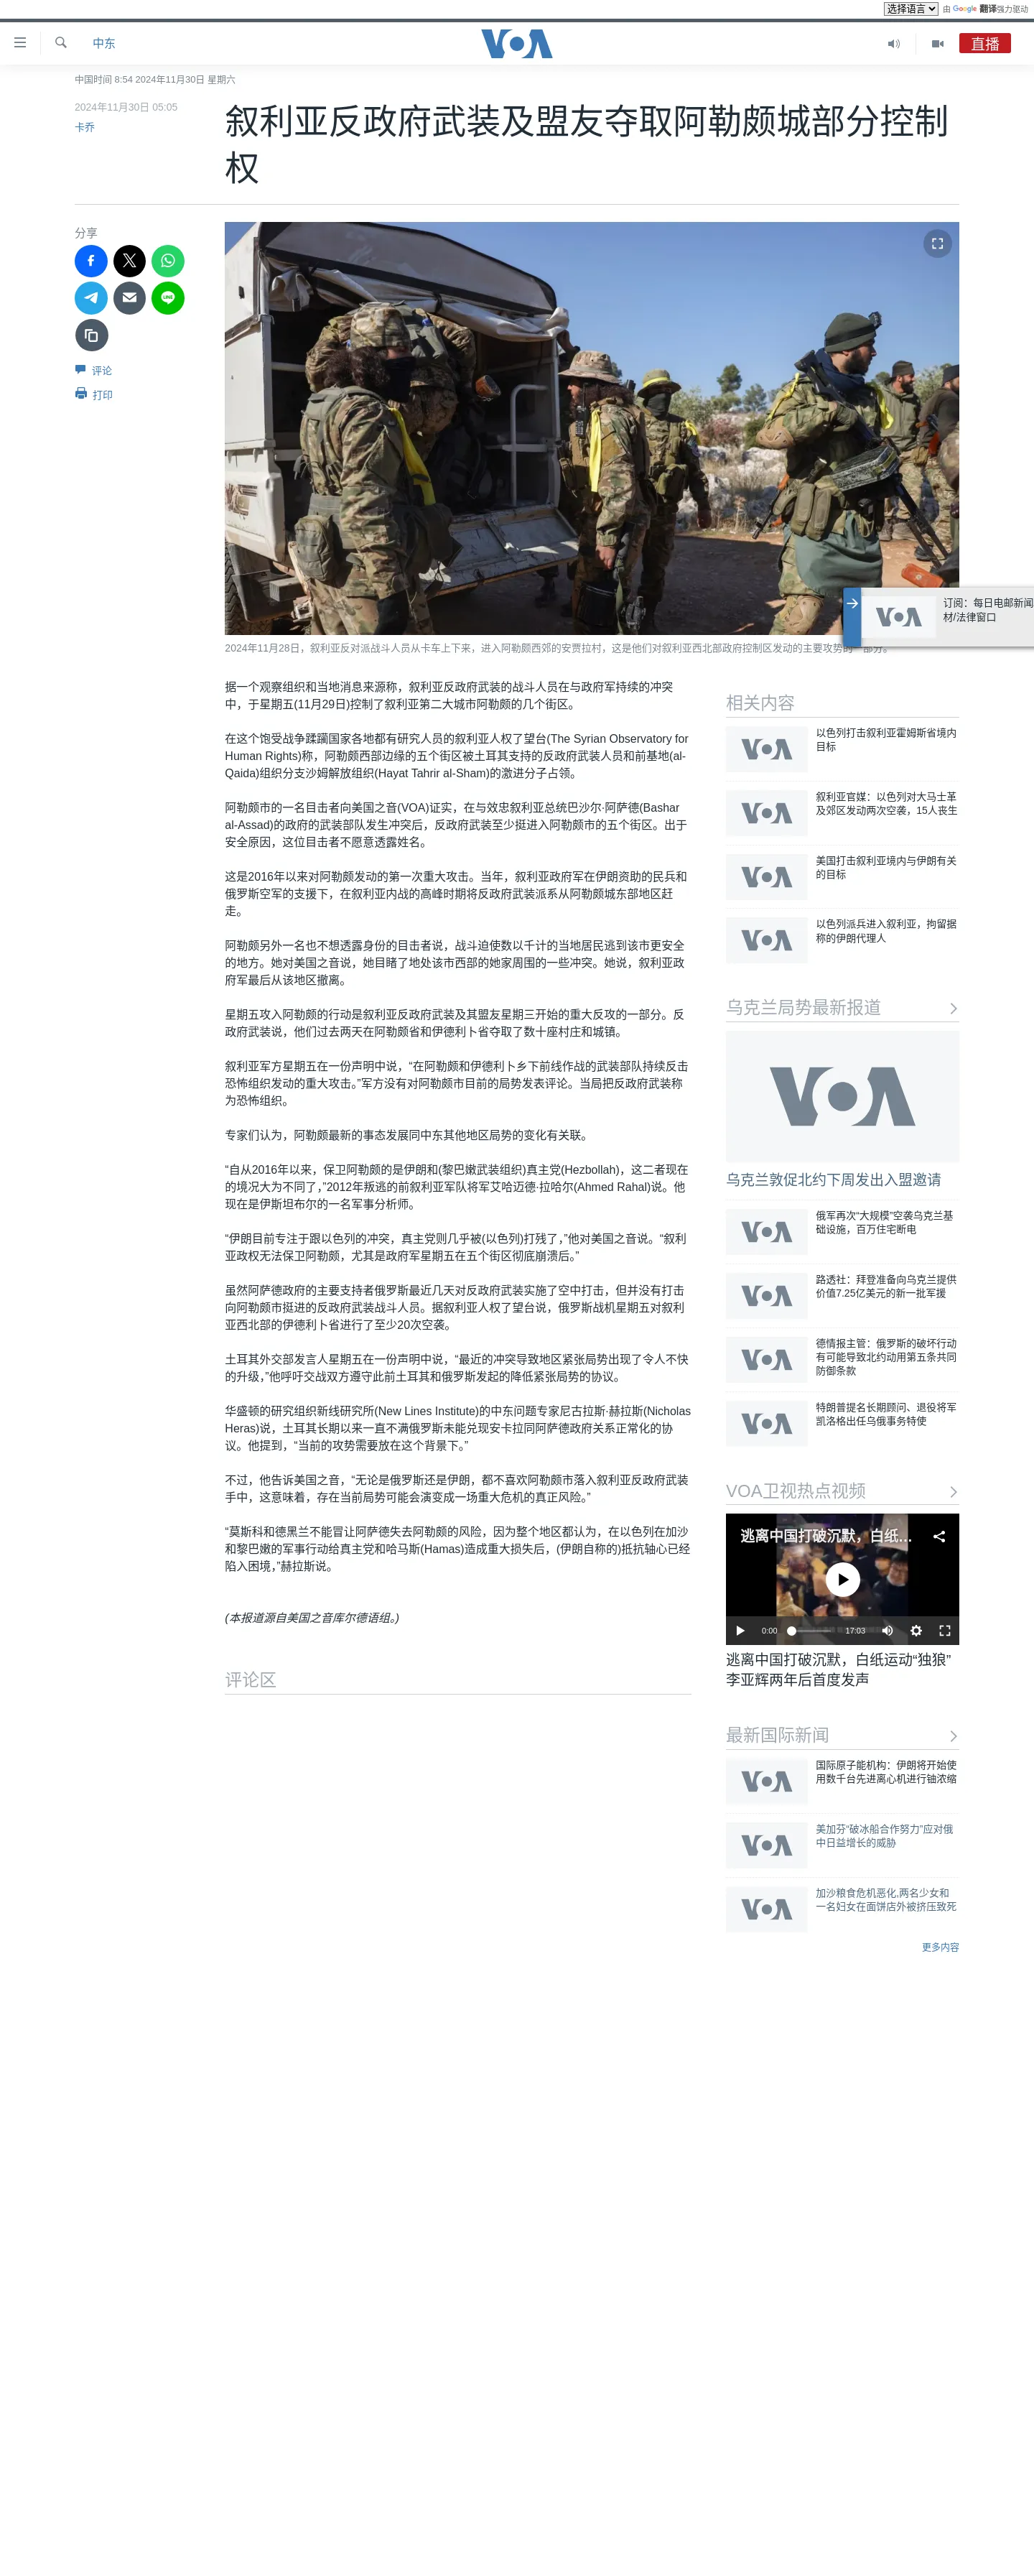 选择语言 由 Google 翻译强力驱动
中东
VOA
直播
中国时间 8:54 2024年11月30日 星期六
2024年11月30日 05:05
卡乔
叙利亚反政府武装及盟友夺取阿勒颇城部分控制
权
分享
评论
打印
订阅：每日电邮新闻
材/法律窗口
VOA
2024年11月28日，叙利亚反对派战斗人员从卡车上下来，进入阿勒颇西郊的安贾拉村，这是他们对叙利亚西北部政府控制区发动的主要攻势的一部分。
据一个观察组织和当地消息来源称，叙利亚反政府武装的战斗人员在与政府军持续的冲突
中，于星期五(11月29日)控制了叙利亚第二大城市阿勒颇的几个街区。
在这个饱受战争蹂躏国家各地都有研究人员的叙利亚人权了望台(The Syrian Observatory for
Human Rights)称，阿勒颇西部边缘的五个街区被土耳其支持的反政府武装人员和前基地(al-
Qaida)组织分支沙姆解放组织(Hayat Tahrir al-Sham)的激进分子占领。
阿勒颇市的一名目击者向美国之音(VOA)证实，在与效忠叙利亚总统巴沙尔·阿萨德(Bashar
al-Assad)的政府的武装部队发生冲突后，反政府武装至少挺进入阿勒颇市的五个街区。出于
安全原因，这位目击者不愿意透露姓名。
这是2016年以来对阿勒颇发动的第一次重大攻击。当年，叙利亚政府军在伊朗资助的民兵和
俄罗斯空军的支援下，在叙利亚内战的高峰时期将反政府武装派系从阿勒颇城东部地区赶
走。
阿勒颇另外一名也不想透露身份的目击者说，战斗迫使数以千计的当地居民逃到该市更安全
的地方。她对美国之音说，她目睹了地处该市西部的她家周围的一些冲突。她说，叙利亚政
府军最后从该地区撤离。
星期五攻入阿勒颇的行动是叙利亚反政府武装及其盟友星期三开始的重大反攻的一部分。反
政府武装说，他们过去两天在阿勒颇省和伊德利卜省夺取了数十座村庄和城镇。
叙利亚军方星期五在一份声明中说，“在阿勒颇和伊德利卜乡下前线作战的武装部队持续反击
恐怖组织发动的重大攻击。”军方没有对阿勒颇市目前的局势发表评论。当局把反政府武装称
为恐怖组织。
专家们认为，阿勒颇最新的事态发展同中东其他地区局势的变化有关联。
“自从2016年以来，保卫阿勒颇的是伊朗和(黎巴嫩武装组织)真主党(Hezbollah)，这二者现在
的境况大为不同了，”2012年叛逃的前叙利亚军队将军艾哈迈德·拉哈尔(Ahmed Rahal)说。他
现在是伊斯坦布尔的一名军事分析师。
“伊朗目前专注于跟以色列的冲突，真主党则几乎被(以色列)打残了，”他对美国之音说。“叙利
亚政权无法保卫阿勒颇，尤其是政府军星期五在五个街区彻底崩溃后。”
虽然阿萨德政府的主要支持者俄罗斯最近几天对反政府武装实施了空中打击，但并没有打击
向阿勒颇市挺进的反政府武装战斗人员。据叙利亚人权了望台说，俄罗斯战机星期五对叙利
亚西北部的伊德利卜省进行了至少20次空袭。
土耳其外交部发言人星期五在一份声明中说，“最近的冲突导致地区紧张局势出现了令人不快
的升级，”他呼吁交战双方遵守此前土耳其和俄罗斯发起的降低紧张局势的协议。
华盛顿的研究组织新线研究所(New Lines Institute)的中东问题专家尼古拉斯·赫拉斯(Nicholas
Heras)说，土耳其长期以来一直不满俄罗斯未能兑现安卡拉同阿萨德政府关系正常化的协
议。他提到，“当前的攻势需要放在这个背景下。”
不过，他告诉美国之音，“无论是俄罗斯还是伊朗，都不喜欢阿勒颇市落入叙利亚反政府武装
手中，这意味着，存在当前局势可能会演变成一场重大危机的真正风险。”
“莫斯科和德黑兰不能冒让阿萨德失去阿勒颇的风险，因为整个地区都认为，在以色列在加沙
和黎巴嫩的军事行动给真主党和哈马斯(Hamas)造成重大损失后，(伊朗自称的)抵抗轴心已经
陷入困境，”赫拉斯说。
(本报道源自美国之音库尔德语组。)
评论区
相关内容
VOA
以色列打击叙利亚霍姆斯省境内
目标
VOA
叙利亚官媒：以色列对大马士革
及郊区发动两次空袭，15人丧生
VOA
美国打击叙利亚境内与伊朗有关
的目标
VOA
以色列派兵进入叙利亚，拘留据
称的伊朗代理人
乌克兰局势最新报道
VOA
乌克兰敦促北约下周发出入盟邀请
VOA
俄军再次“大规模”空袭乌克兰基
础设施，百万住宅断电
VOA
路透社：拜登准备向乌克兰提供
价值7.25亿美元的新一批军援
VOA
德情报主管：俄罗斯的破坏行动
有可能导致北约动用第五条共同
防御条款
VOA
特朗普提名长期顾问、退役将军
凯洛格出任乌俄事务特使
VOA卫视热点视频
逃离中国打破沉默，白纸...
0:00
17:03
逃离中国打破沉默，白纸运动“独狼”
李亚辉两年后首度发声
最新国际新闻
VOA
国际原子能机构：伊朗将开始使
用数千台先进离心机进行铀浓缩
VOA
美加芬“破冰船合作努力”应对俄
中日益增长的威胁
VOA
加沙粮食危机恶化,两名少女和
一名妇女在面饼店外被挤压致死
更多内容